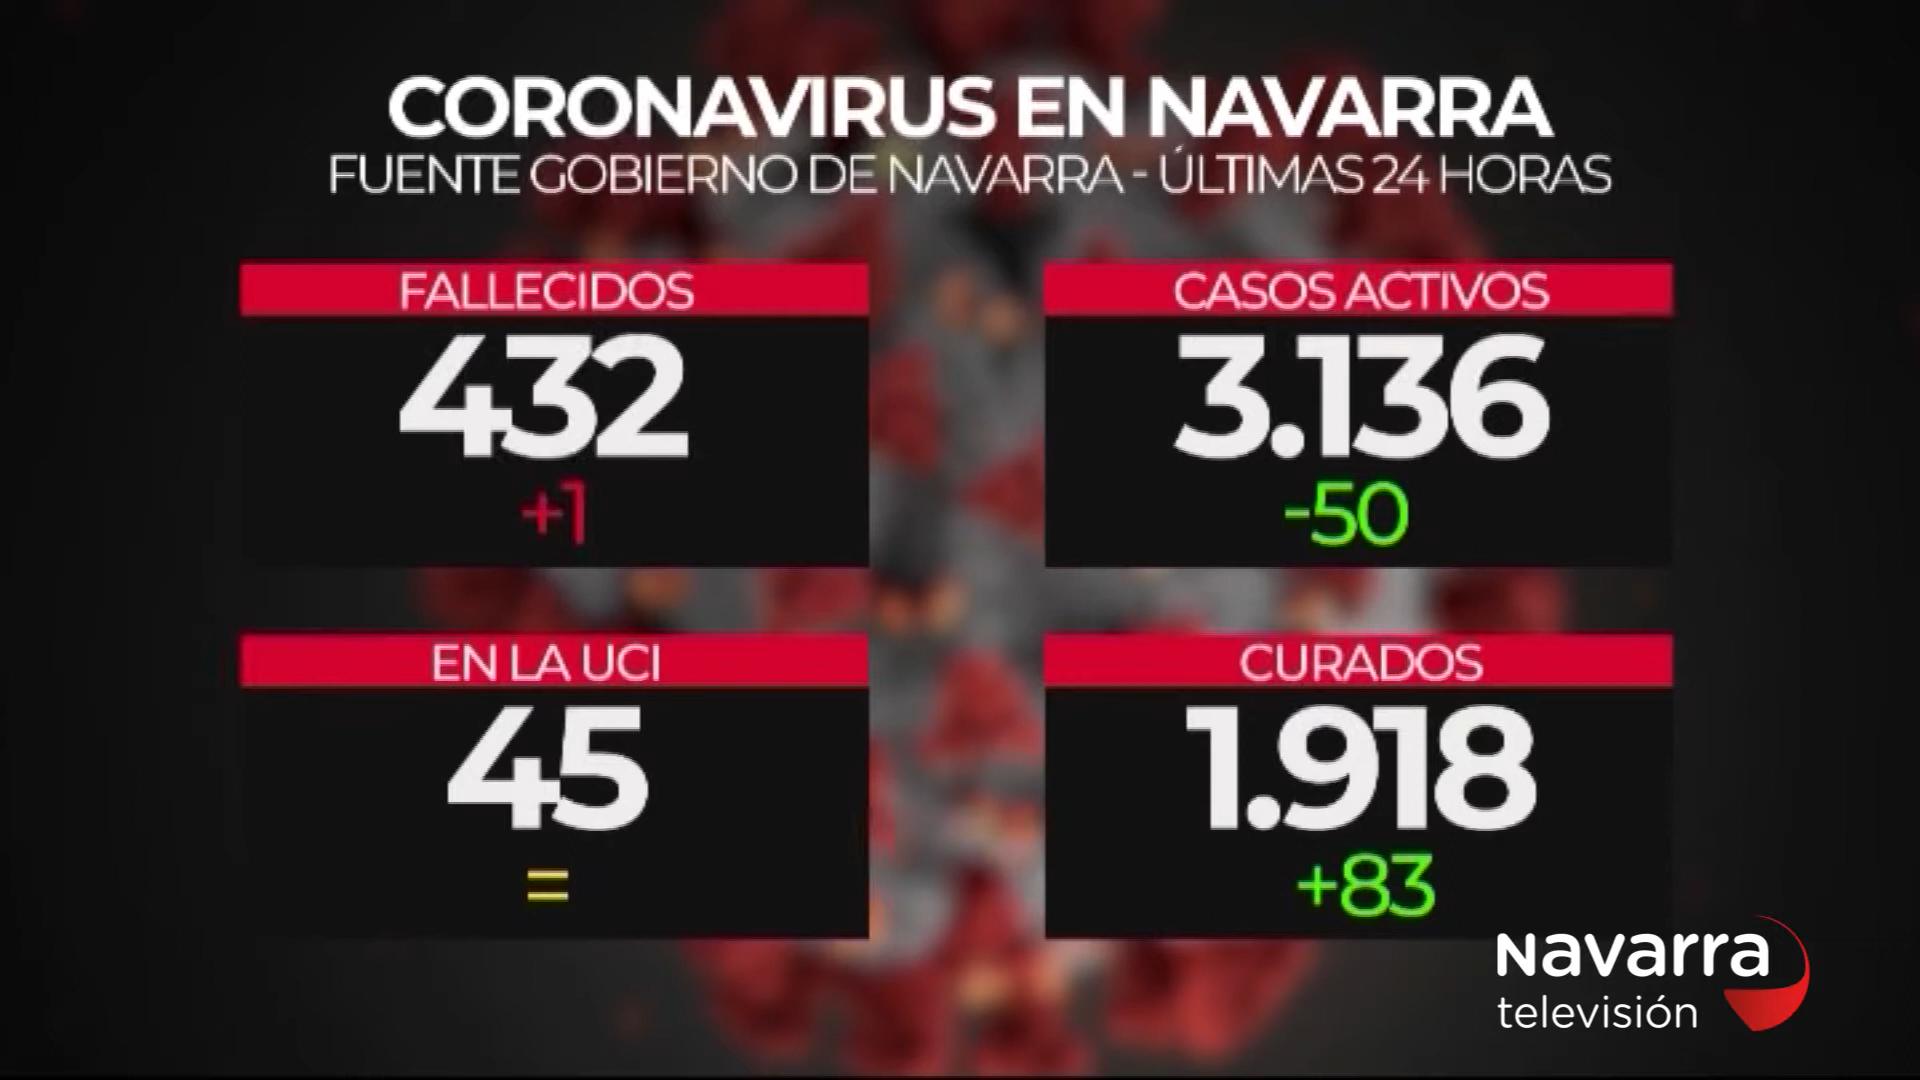 CORONAVIRUS EN NAVARRA
FUENTE GOBIERNO DE NAVARRA - ÚLTIMAS 24 HORAS
FALLECIDOS
432
+1
CASOS ACTIVOS
3.136
-50
EN LA UCI
45
=
CURADOS
1.918
+83
Navarra
televisión